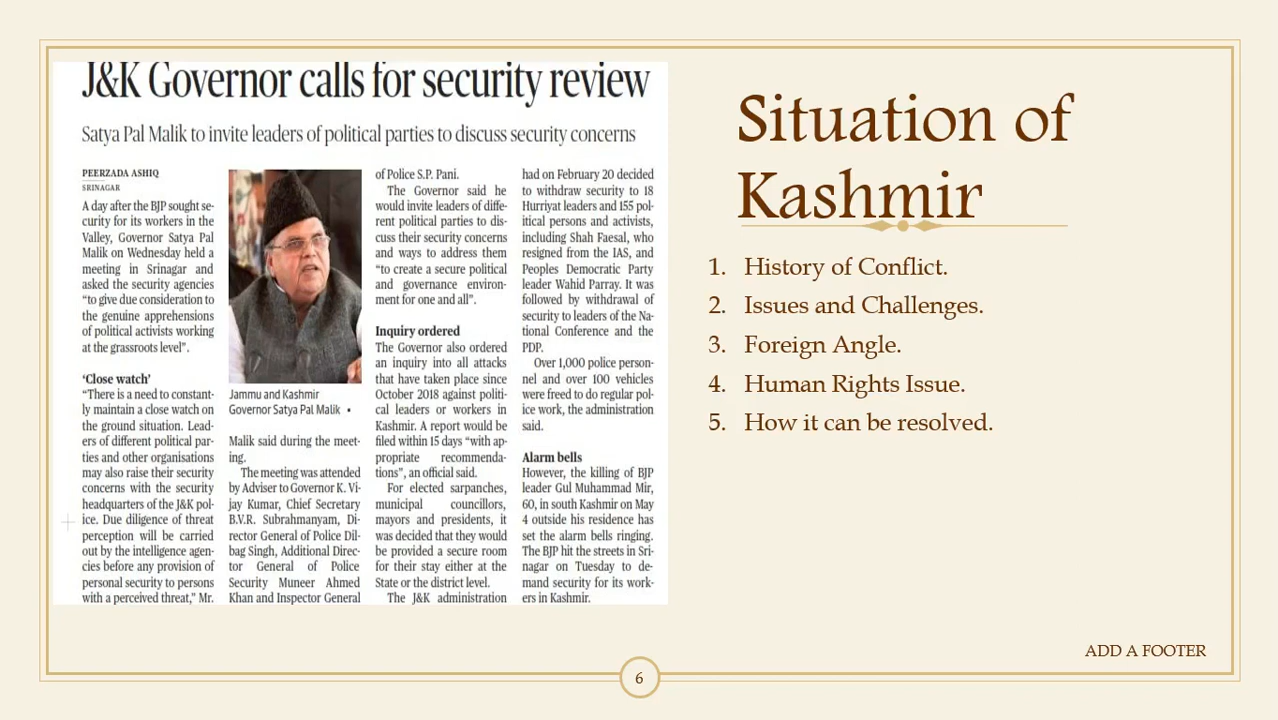 J&K Governor calls for security review
Satya Pal Malik to invite leaders of political parties to discuss security concerns
PEERZADA ASHIQ
SRINAGAR
A day after the BJP sought se-
curity for its workers in the
Valley, Governor Satya Pal
Malik on Wednesday held a
meeting in Srinagar and
asked the security agencies
“to give due consideration to
the genuine apprehensions
of political activists working
at the grassroots level”.
‘Close watch’
“There is a need to constant-
ly maintain a close watch on
the ground situation. Lead-
ers of different political par-
ties and other organisations
may also raise their security
concerns with the security
headquarters of the J&K pol-
ice. Due diligence of threat
perception will be carried
out by the intelligence agen-
cies before any provision of
personal security to persons
with a perceived threat,” Mr.
Jammu and Kashmir
Governor Satya Pal Malik •
Malik said during the meet-
ing.
The meeting was attended
by Adviser to Governor K. Vi-
jay Kumar, Chief Secretary
B.V.R. Subrahmanyam, Di-
rector General of Police Dil-
bag Singh, Additional Direc-
tor General of Police
Security Muneer Ahmed
Khan and Inspector General
of Police S.P. Pani.
The Governor said he
would invite leaders of diffe-
rent political parties to dis-
cuss their security concerns
and ways to address them
“to create a secure political
and governance environ-
ment for one and all”.
Inquiry ordered
The Governor also ordered
an inquiry into all attacks
that have taken place since
October 2018 against politi-
cal leaders or workers in
Kashmir. A report would be
filed within 15 days “with ap-
propriate recommenda-
tions”, an official said.
For elected sarpanches,
municipal councillors,
mayors and presidents, it
was decided that they would
be provided a secure room
for their stay either at the
State or the district level.
The J&K administration
had on February 20 decided
to withdraw security to 18
Hurriyat leaders and 155 pol-
itical persons and activists,
including Shah Faesal, who
resigned from the IAS, and
Peoples Democratic Party
leader Wahid Parray. It was
followed by withdrawal of
security to leaders of the Na-
tional Conference and the
PDP.
Over 1,000 police person-
nel and over 100 vehicles
were freed to do regular pol-
ice work, the administration
said.
Alarm bells
However, the killing of BJP
leader Gul Muhammad Mir,
60, in south Kashmir on May
4 outside his residence has
set the alarm bells ringing.
The BJP hit the streets in Sri-
nagar on Tuesday to de-
mand security for its work-
ers in Kashmir.
Situation of
Kashmir
1. History of Conflict.
2. Issues and Challenges.
3. Foreign Angle.
4. Human Rights Issue.
5. How it can be resolved.
ADD A FOOTER
6